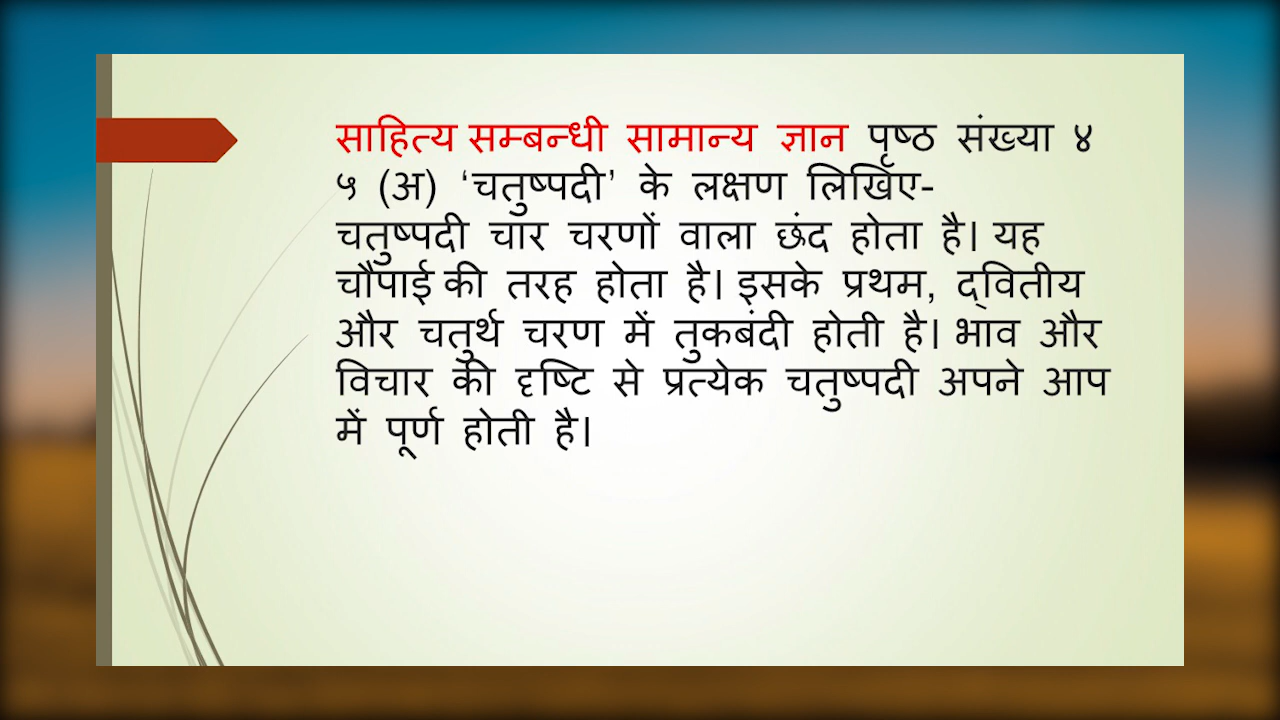 साहित्य सम्बन्धी सामान्य ज्ञान पृष्ठ संख्या ४
५ (अ) ‘चतुष्पदी’ के लक्षण लिखिए-
चतुष्पदी चार चरणों वाला छंद होता है। यह
चौपाई की तरह होता है। इसके प्रथम, द्वितीय
और चतुर्थ चरण में तुकबंदी होती है। भाव और
विचार की दृष्टि से प्रत्येक चतुष्पदी अपने आप
में पूर्ण होती है।